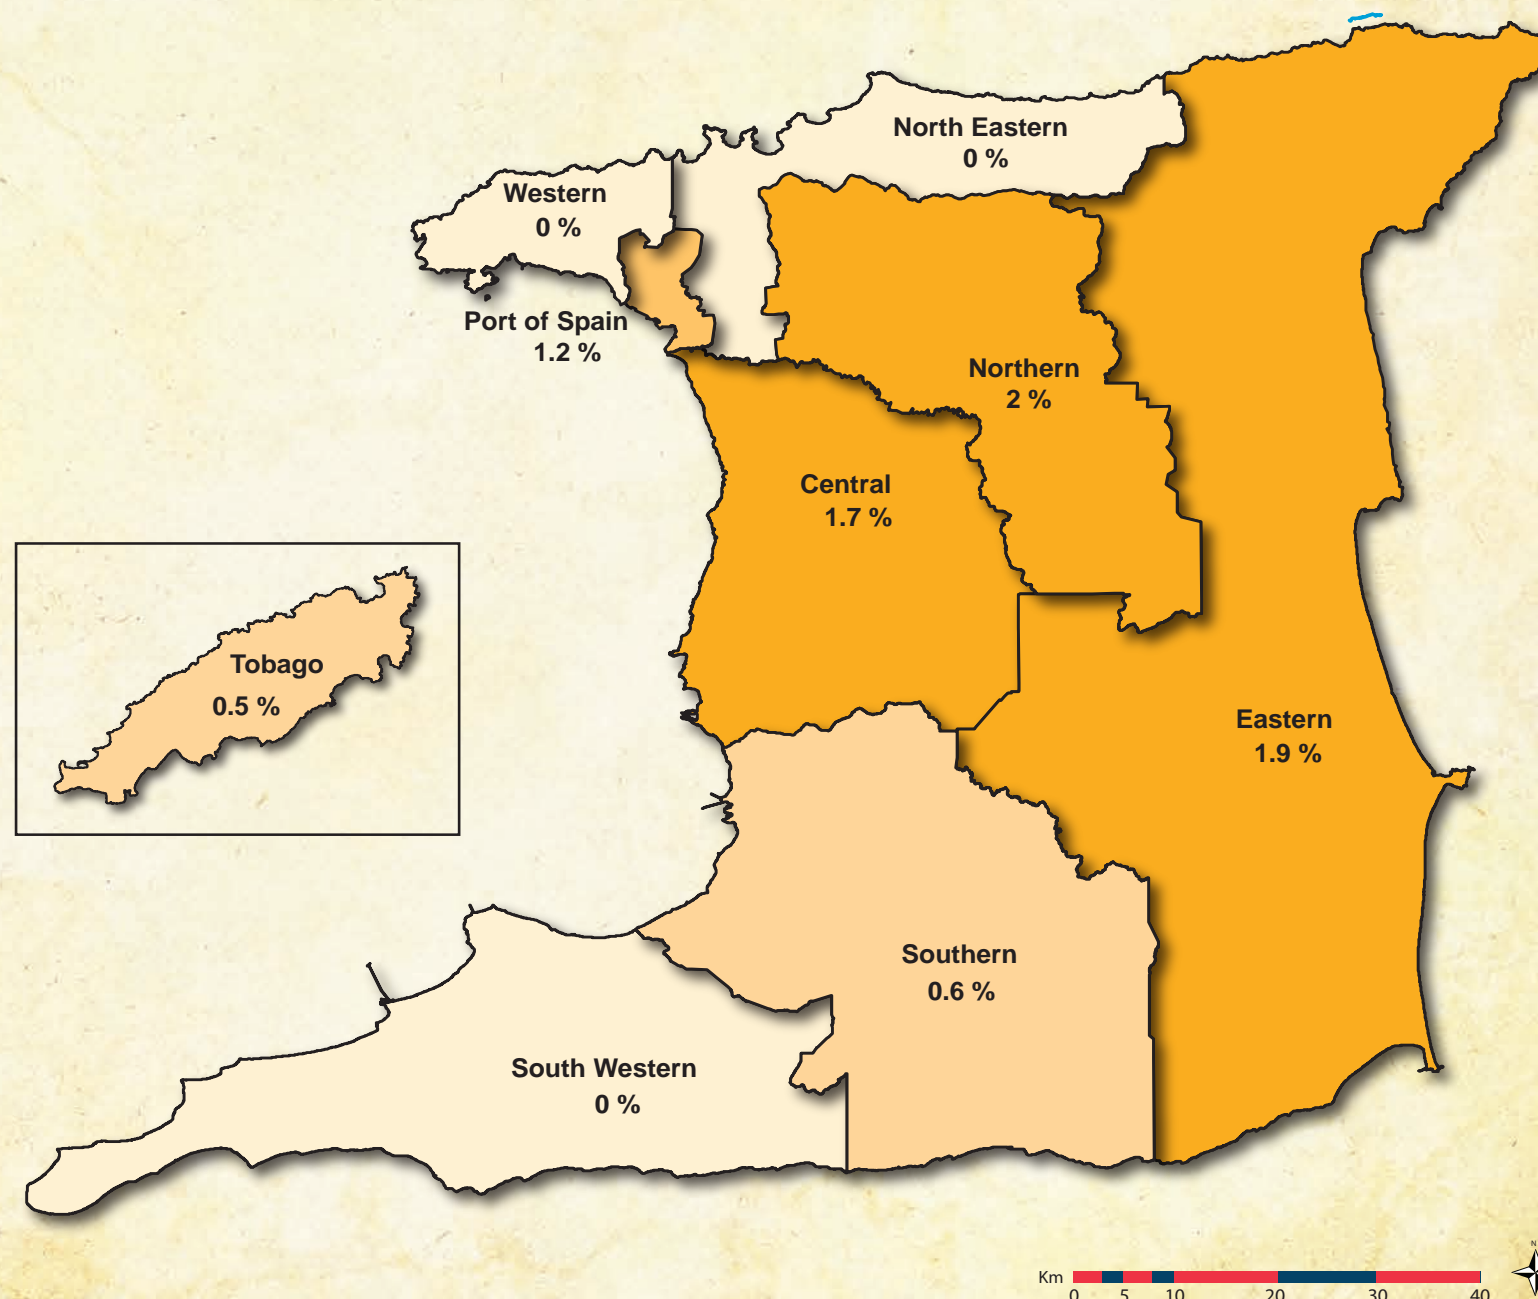 North Eastern
0 %
Western
0 %
Port of Spain
1.2 %
Northern
2 %
Central
1.7 %
Tobago
0.5 %
Eastern
1.9 %
Southern
0.6 %
South Western
0 %
N
Km
0 5 10 20 30 40